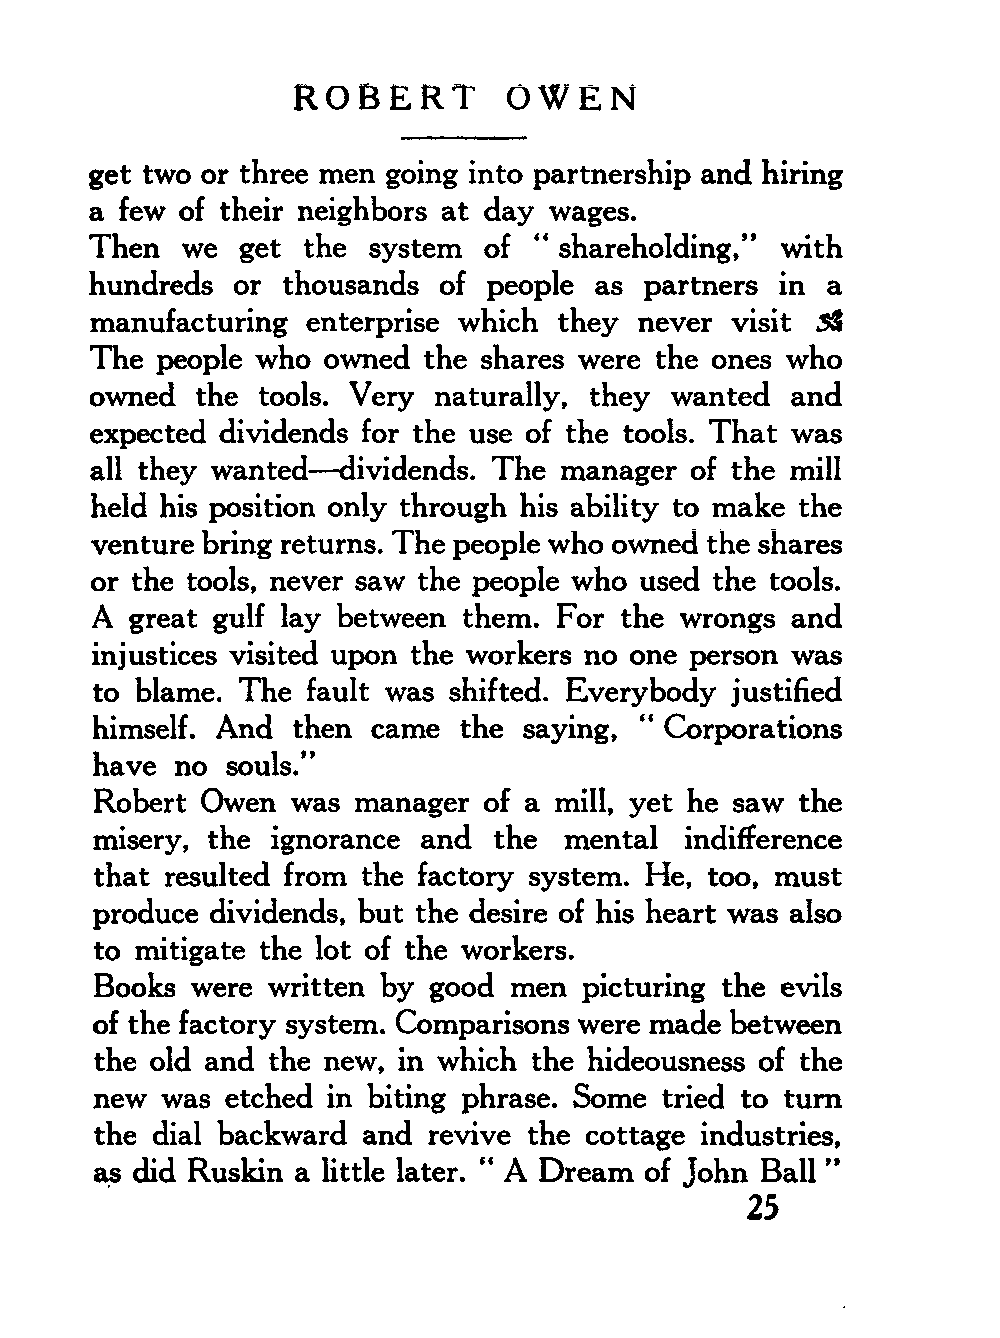 ROBERT OWEN
get two or three men going into partnership and hiring
a few of their neighbors at day wages.
Then we get the system of “ shareholding,” with
hundreds or thousands of people as partners in a
manufacturing enterprise which they never visit
The people who owned the shares were the ones who
owned the tools. Very naturally, they wanted and
expected dividends for the use of the tools. That was
all they wanted—dividends. The manager of the mill
held his position only through his ability to make the
venture bring returns. The people who owned the shares
or the tools, never saw the people who used the tools.
A great gulf lay between them. For the wrongs and
injustices visited upon the workers no one person was
to blame. The fault was shifted. Everybody justified
himself. And then came the saying, “ Corporations
have no souls.”
Robert Owen was manager of a mill, yet he saw the
misery, the ignorance and the mental indifference
that resulted from the factory system. He, too, must
produce dividends, but the desire of his heart was also
to mitigate the lot of the workers.
Books were written by good men picturing the evils
of the factory system. Comparisons were made between
the old and the new, in which the hideousness of the
new was etched in biting phrase. Some tried to turn
the dial backward and revive the cottage industries,
as did Ruskin a little later. “ A Dream of John Ball ”
25